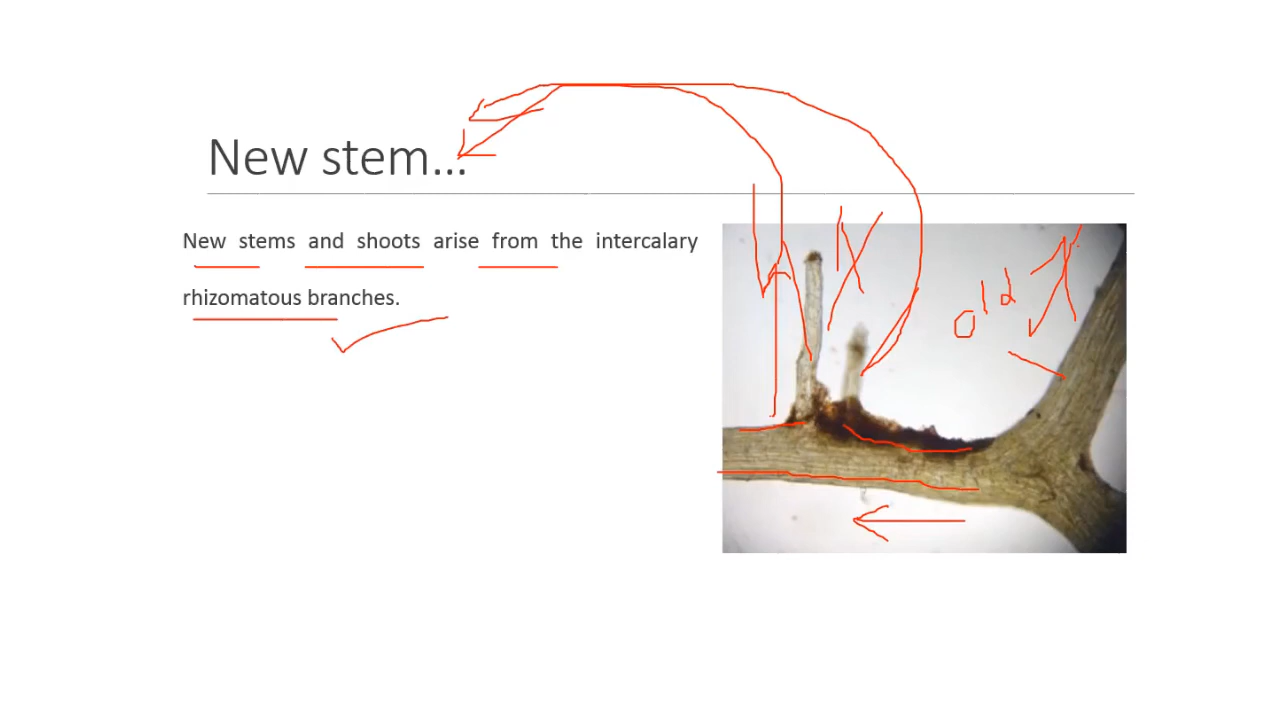 New stem...
New stems and shoots arise from the intercalary
rhizomatous branches.
old